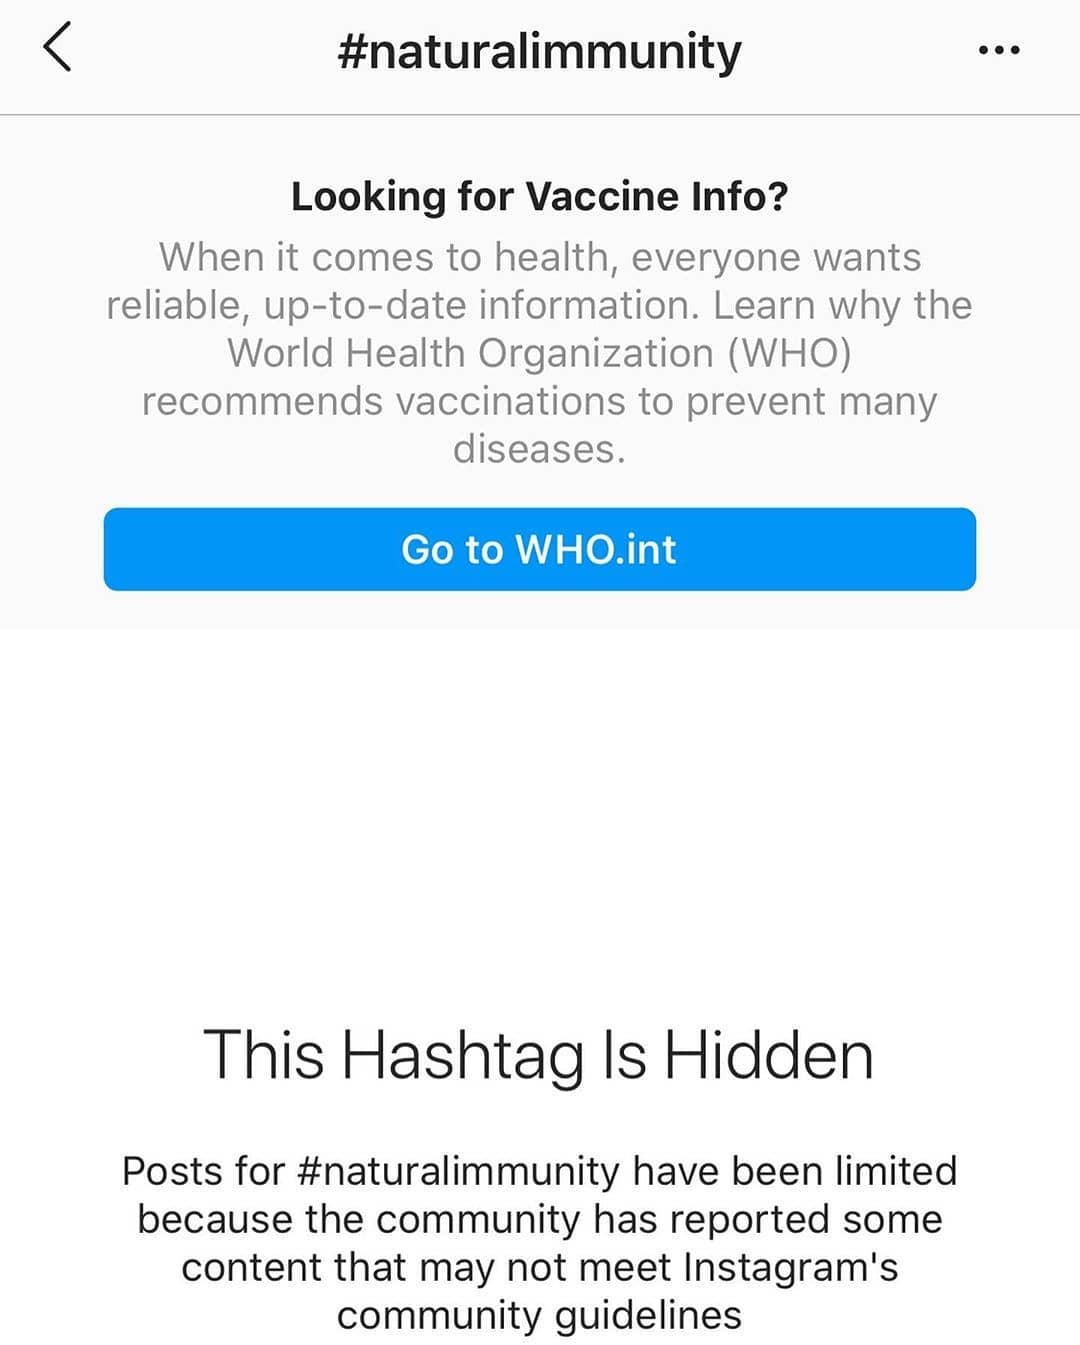 #naturalimmunity
Looking for Vaccine Info?
When it comes to health, everyone wants
reliable, up-to-date information. Learn why the
World Health Organization (WHO)
recommends vaccinations to prevent many
diseases.
Go to WHO.int
This Hashtag Is Hidden
Posts for #naturalimmunity have been limited
because the community has reported some
content that may not meet Instagram's
community guidelines